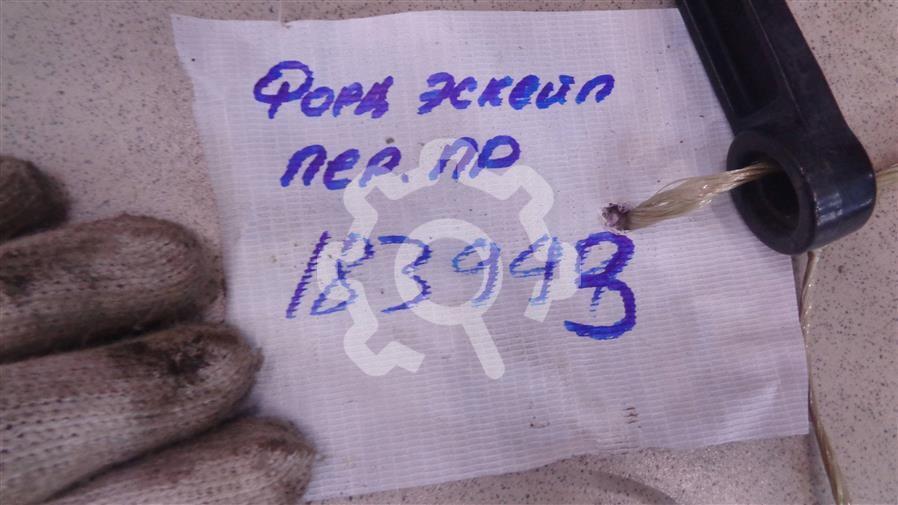 Форд эскейп
пер. пр
183943